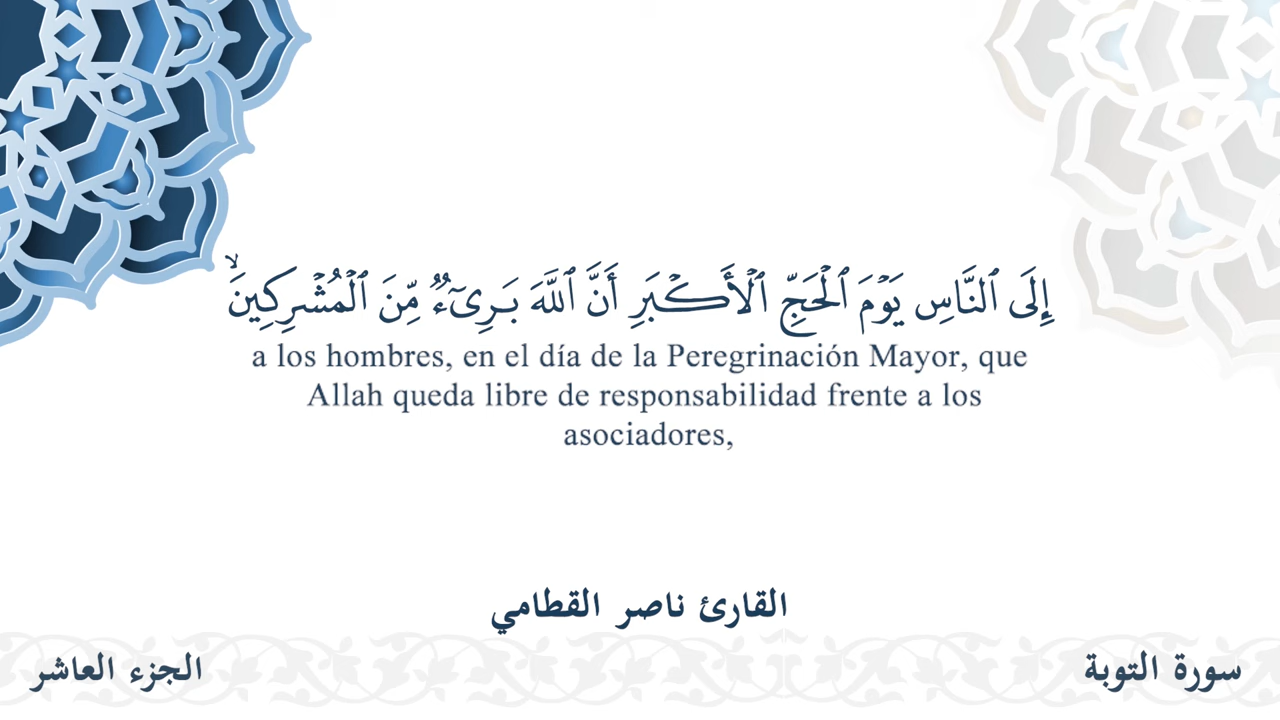 إِلَى ٱلنَّاسِ يَوۡمَ ٱلۡحَجِّ ٱلۡأَكۡبَرِ أَنَّ ٱللَّهَ بَرِيٓءٌ مِّنَ ٱلۡمُشۡرِكِينَ ۙ
a los hombres, en el día de la Peregrinación Mayor, que
Allah queda libre de responsabilidad frente a los
asociadores,
القارئ ناصر القطامي
سورة التوبة
الجزء العاشر